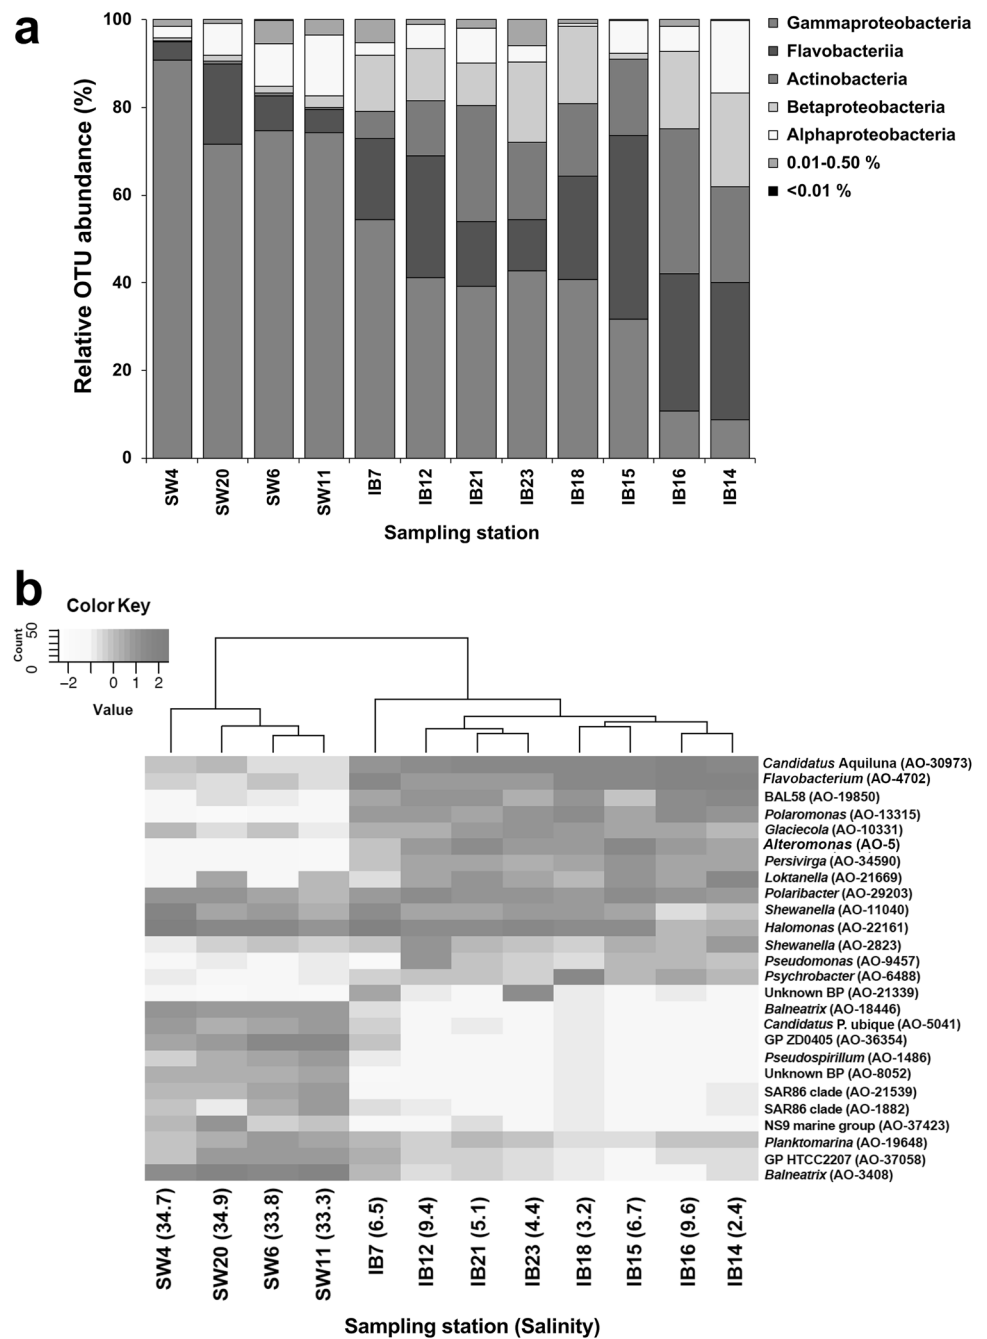 a
100
80
60
40
20
0
Relative OTU abundance (%)
SW4
SW20
SW6
SW11
IB7
IB12
IB21
IB23
IB18
IB15
IB16
IB14
Sampling station
Gammaproteobacteria
Flavobacteriia
Actinobacteria
Betaproteobacteria
Alphaproteobacteria
0.01-0.50 %
<0.01 %
b
Color Key
Count
50
0
−2
0
1
2
Value
Candidatus Aquiluna (AO-30973)
Flavobacterium (AO-4702)
BAL58 (AO-19850)
Polaromonas (AO-13315)
Glaciecola (AO-10331)
Alteromonas (AO-5)
Persivirga (AO-34590)
Loktanella (AO-21669)
Polaribacter (AO-29203)
Shewanella (AO-11040)
Halomonas (AO-22161)
Shewanella (AO-2823)
Pseudomonas (AO-9457)
Psychrobacter (AO-6488)
Unknown BP (AO-21339)
Balneatrix (AO-18446)
Candidatus P. ubique (AO-5041)
GP ZD0405 (AO-36354)
Pseudospirillum (AO-1486)
Unknown BP (AO-8052)
SAR86 clade (AO-21539)
SAR86 clade (AO-1882)
NS9 marine group (AO-37423)
Planktomarina (AO-19648)
GP HTCC2207 (AO-37058)
Balneatrix (AO-3408)
SW4 (34.7)
SW20 (34.9)
SW6 (33.8)
SW11 (33.3)
IB7 (6.5)
IB12 (9.4)
IB21 (5.1)
IB23 (4.4)
IB18 (3.2)
IB15 (6.7)
IB16 (9.6)
IB14 (2.4)
Sampling station (Salinity)